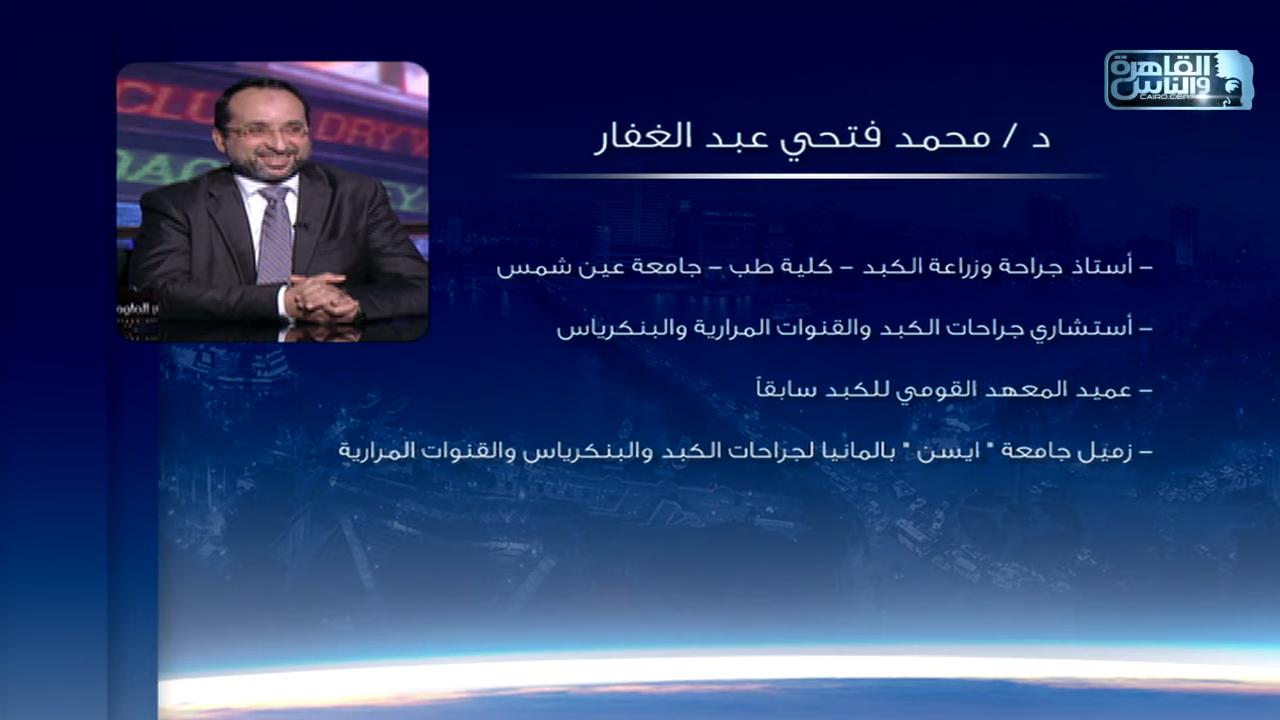 القاهرة
والناس
د / محمد فتحي عبد الغفار
- أستاذ جراحة وزراعة الكبد - كلية طب - جامعة عين شمس
- أستشاري جراحات الكبد والقنوات المرارية والبنكرياس
- عميد المعهد القومي للكبد سابقاً
- زميل جامعة " ايسن " بالمانيا لجراحات الكبد والبنكرياس والقنوات المرارية